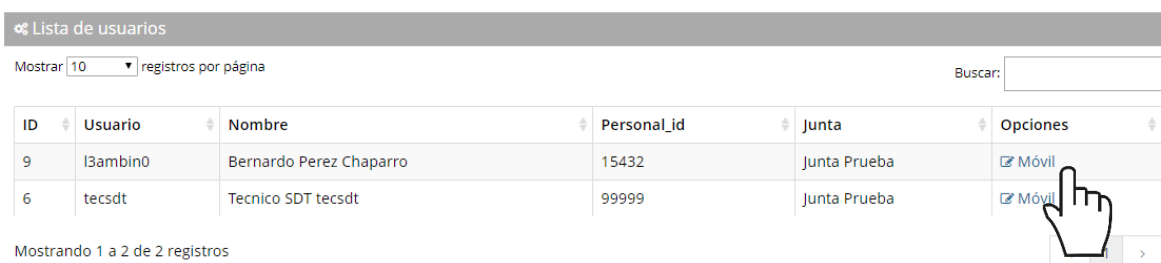 Lista de usuarios
Mostrar 10 registros por página
Buscar:
ID Usuario Nombre Personal_id Junta Opciones
9 l3ambin0 Bernardo Perez Chaparro 15432 Junta Prueba Móvil
6 tecsdt Tecnico SDT tecsdt 99999 Junta Prueba Móvil
Mostrando 1 a 2 de 2 registros
1 >